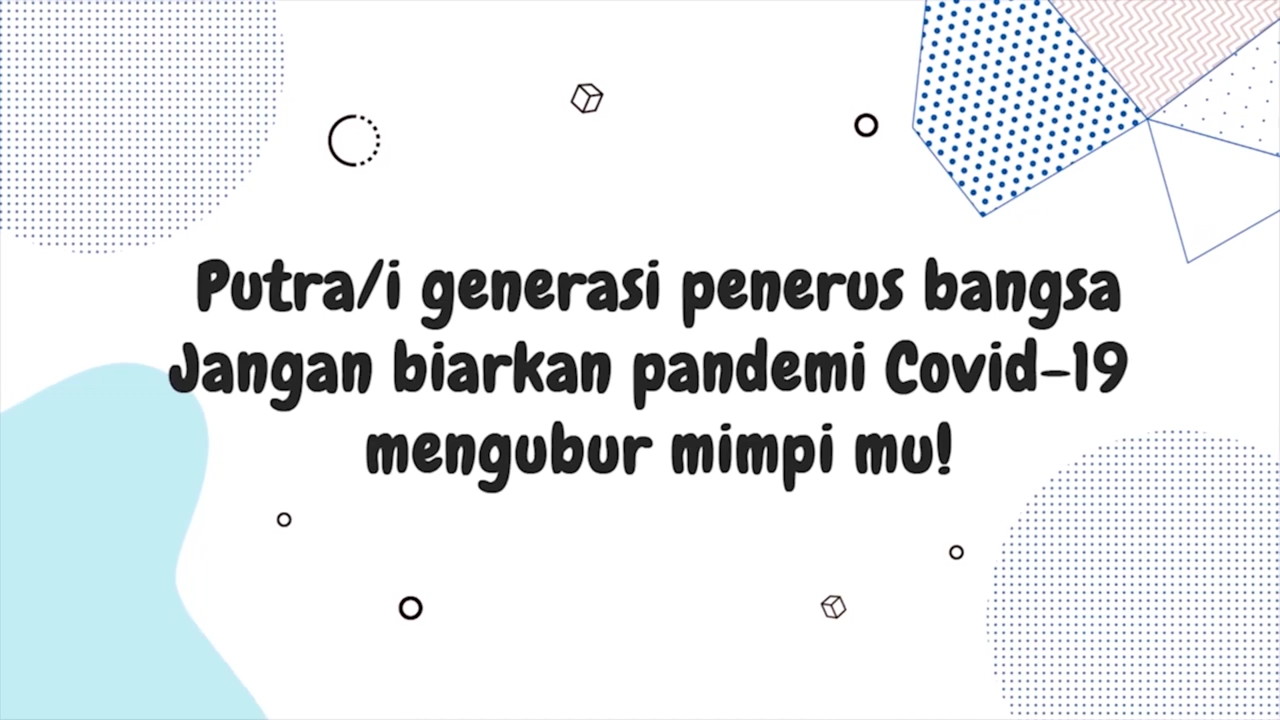 Putra/i generasi penerus bangsa
Jangan biarkan pandemi Covid-19
mengubur mimpi mu!